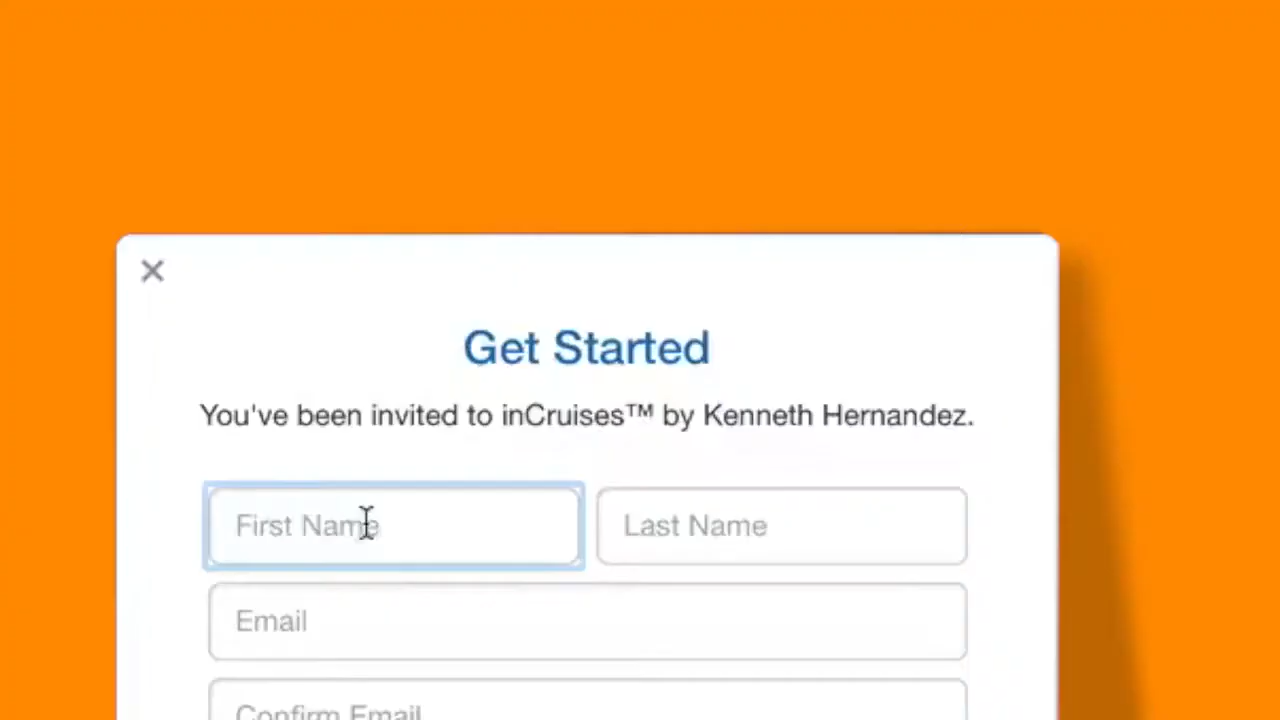 Get Started
You've been invited to inCruises™ by Kenneth Hernandez.
First Name
Last Name
Email
Confirm Email